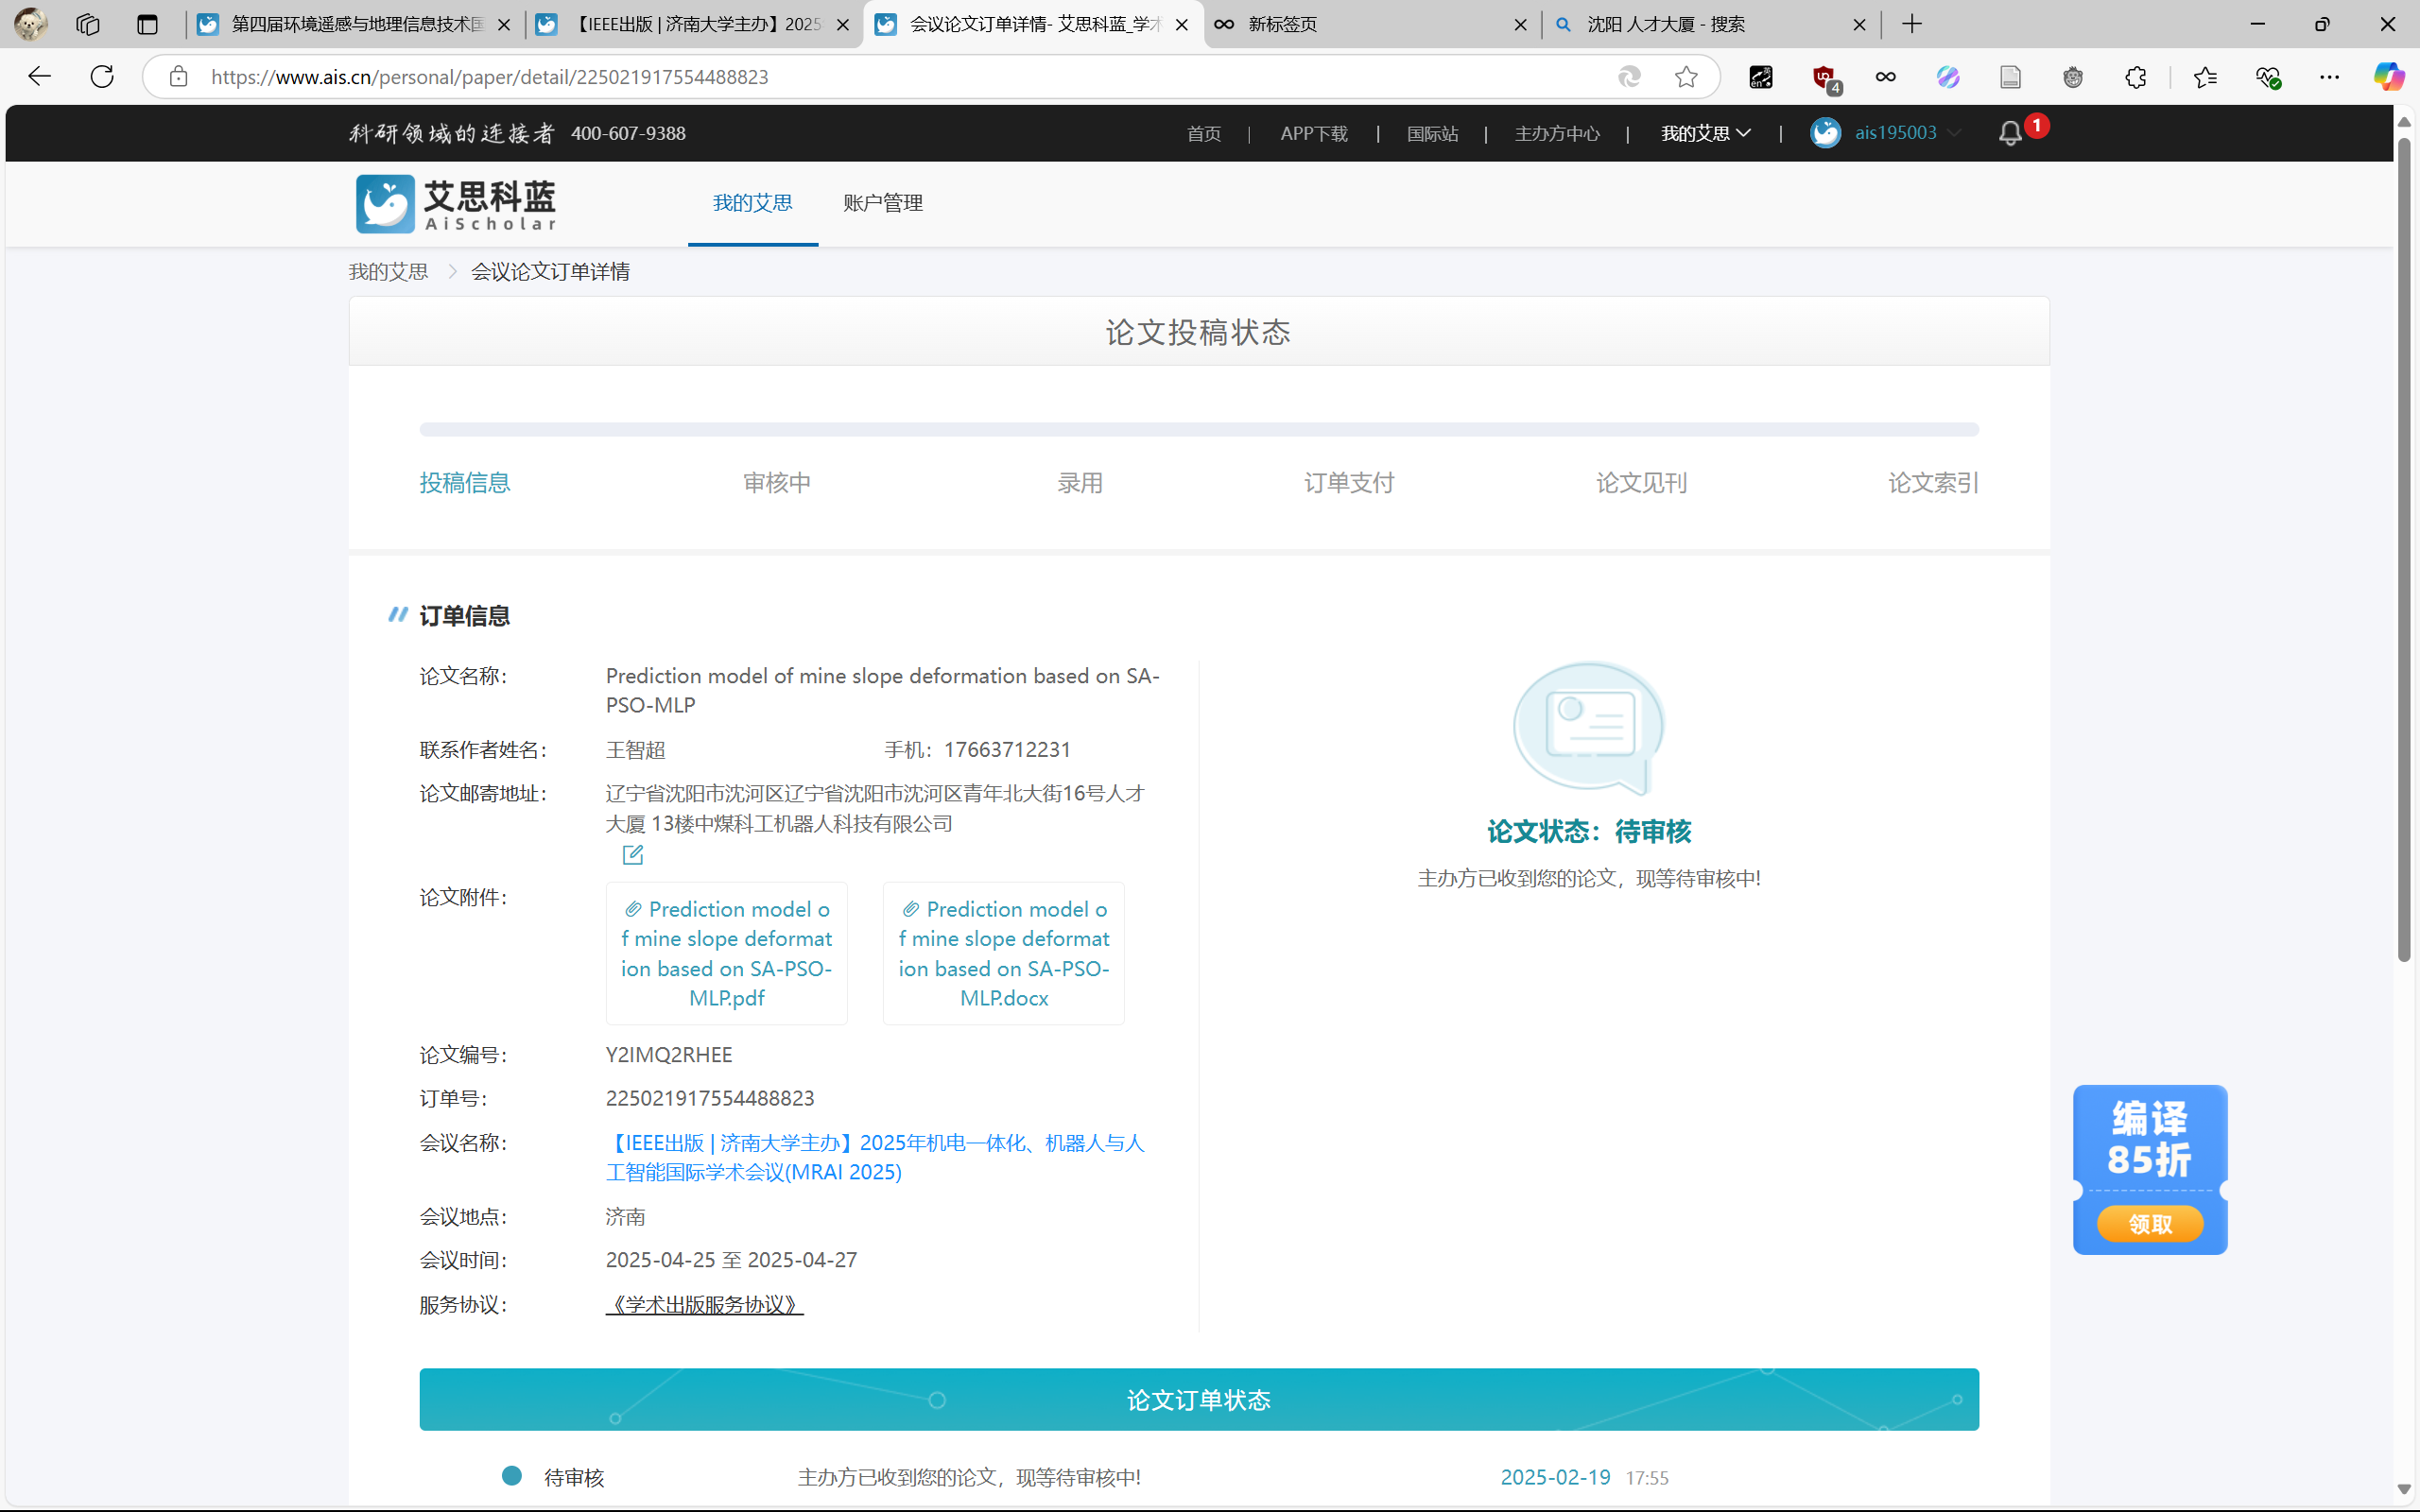 第四届环境遥感与地理信息技术国
【IEEE出版 | 济南大学主办】2025
会议论文订单详情- 艾思科蓝_学术
新标签页
沈阳 人才大厦 - 搜索
https://www.ais.cn/personal/paper/detail/225021917554488823
4
科研领域的连接者 400-607-9388
首页 | APP下载 | 国际站 | 主办方中心 | 我的艾思 | ais195003 1
艾思科蓝
AiScholar
我的艾思 账户管理
我的艾思 > 会议论文订单详情
论文投稿状态
投稿信息 审核中 录用 订单支付 论文见刊 论文索引
订单信息
论文名称： Prediction model of mine slope deformation based on SA-
PSO-MLP
联系作者姓名： 王智超 手机：17663712231
论文邮寄地址： 辽宁省沈阳市沈河区辽宁省沈阳市沈河区青年北大街16号人才
大厦 13楼中煤科工机器人科技有限公司
论文附件：
Prediction model o
f mine slope deformat
ion based on SA-PSO-
MLP.pdf
Prediction model o
f mine slope deformat
ion based on SA-PSO-
MLP.docx
论文编号： Y2IMQ2RHEE
订单号： 225021917554488823
会议名称： 【IEEE出版 | 济南大学主办】2025年机电一体化、机器人与人
工智能国际学术会议(MRAI 2025)
会议地点： 济南
会议时间： 2025-04-25 至 2025-04-27
服务协议： 《学术出版服务协议》
论文状态：待审核
主办方已收到您的论文，现等待审核中!
编译
85折
领取
论文订单状态
待审核 主办方已收到您的论文，现等待审核中! 2025-02-19 17:55